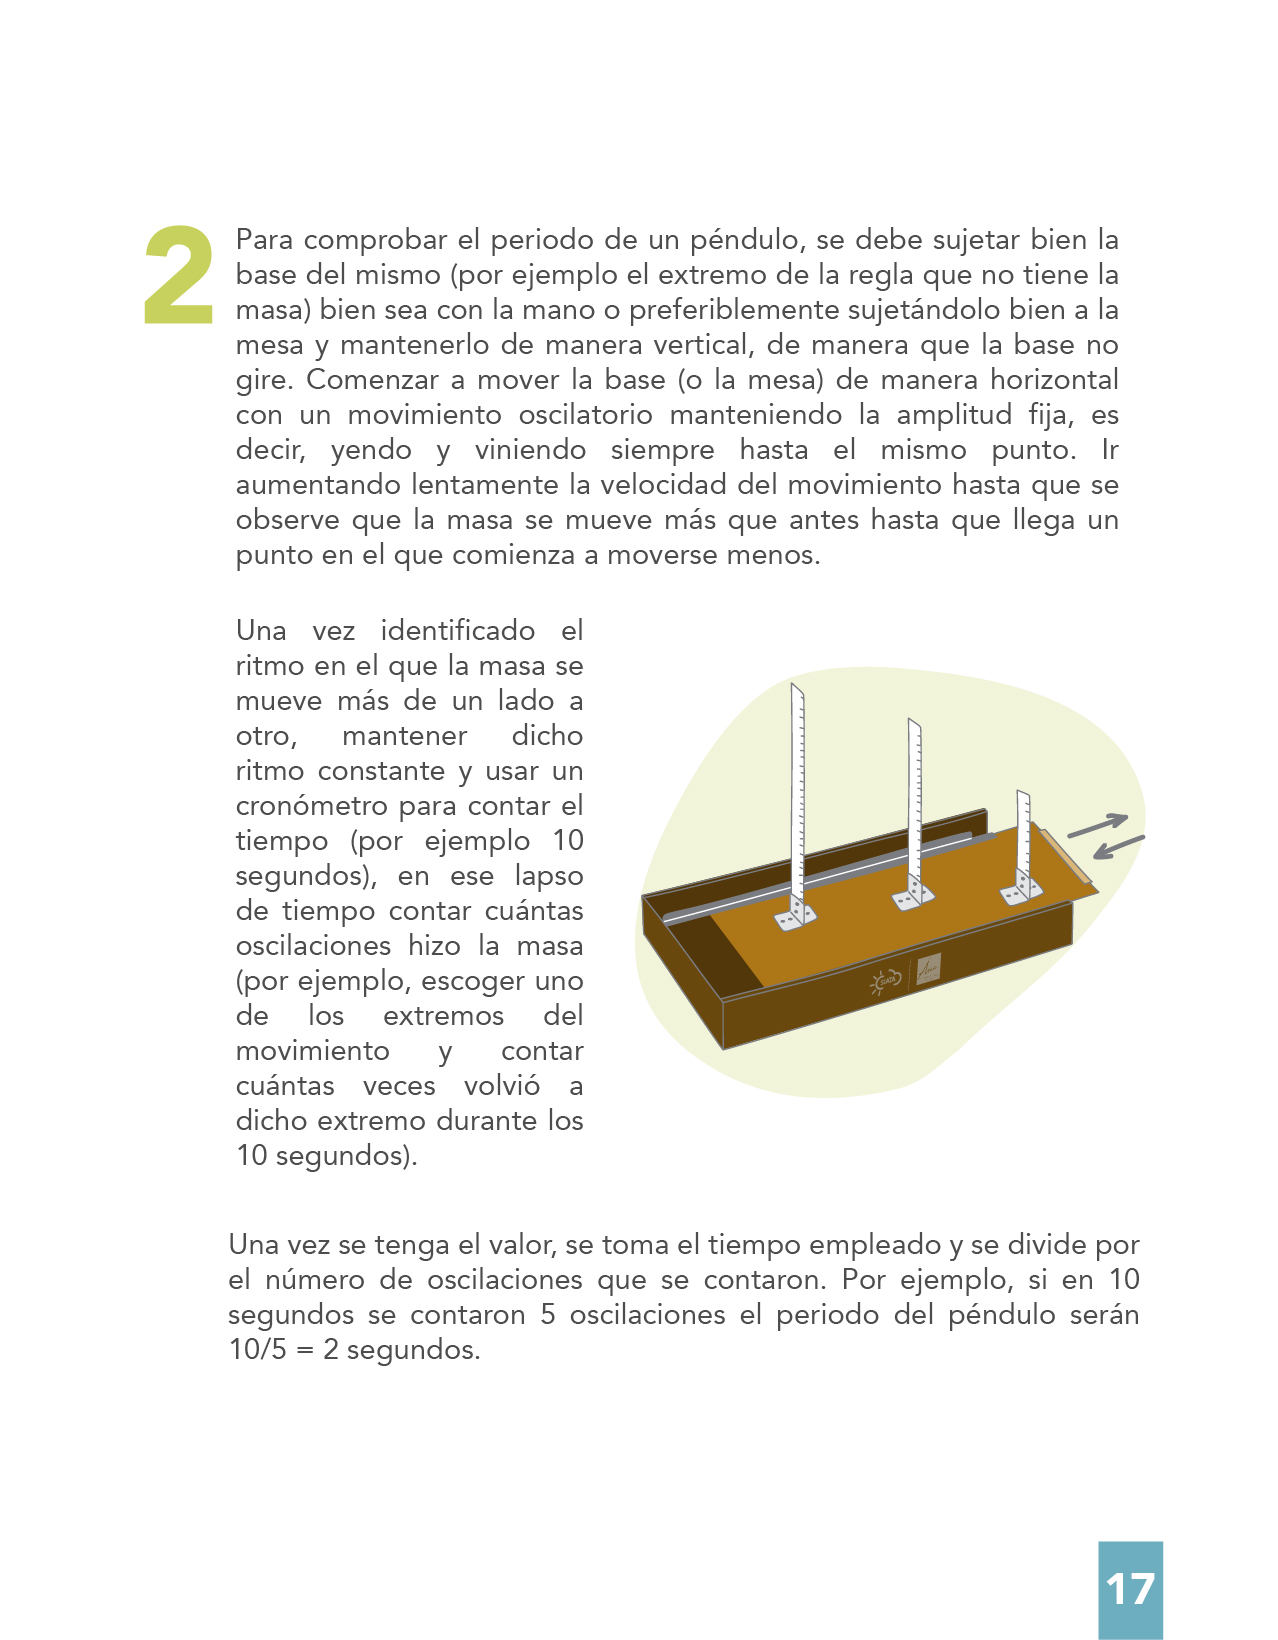 2
Para comprobar el periodo de un péndulo, se debe sujetar bien la
base del mismo (por ejemplo el extremo de la regla que no tiene la
masa) bien sea con la mano o preferiblemente sujetándolo bien a la
mesa y mantenerlo de manera vertical, de manera que la base no
gire. Comenzar a mover la base (o la mesa) de manera horizontal
con un movimiento oscilatorio manteniendo la amplitud fija, es
decir, yendo y viniendo siempre hasta el mismo punto. Ir
aumentando lentamente la velocidad del movimiento hasta que se
observe que la masa se mueve más que antes hasta que llega un
punto en el que comienza a moverse menos.
Una vez identificado el
ritmo en el que la masa se
mueve más de un lado a
otro, mantener dicho
ritmo constante y usar un
cronómetro para contar el
tiempo (por ejemplo 10
segundos), en ese lapso
de tiempo contar cuántas
oscilaciones hizo la masa
(por ejemplo, escoger uno
de los extremos del
movimiento y contar
cuántas veces volvió a
dicho extremo durante los
10 segundos).
SIATA
Una vez se tenga el valor, se toma el tiempo empleado y se divide por
el número de oscilaciones que se contaron. Por ejemplo, si en 10
segundos se contaron 5 oscilaciones el periodo del péndulo serán
10/5 = 2 segundos.
17